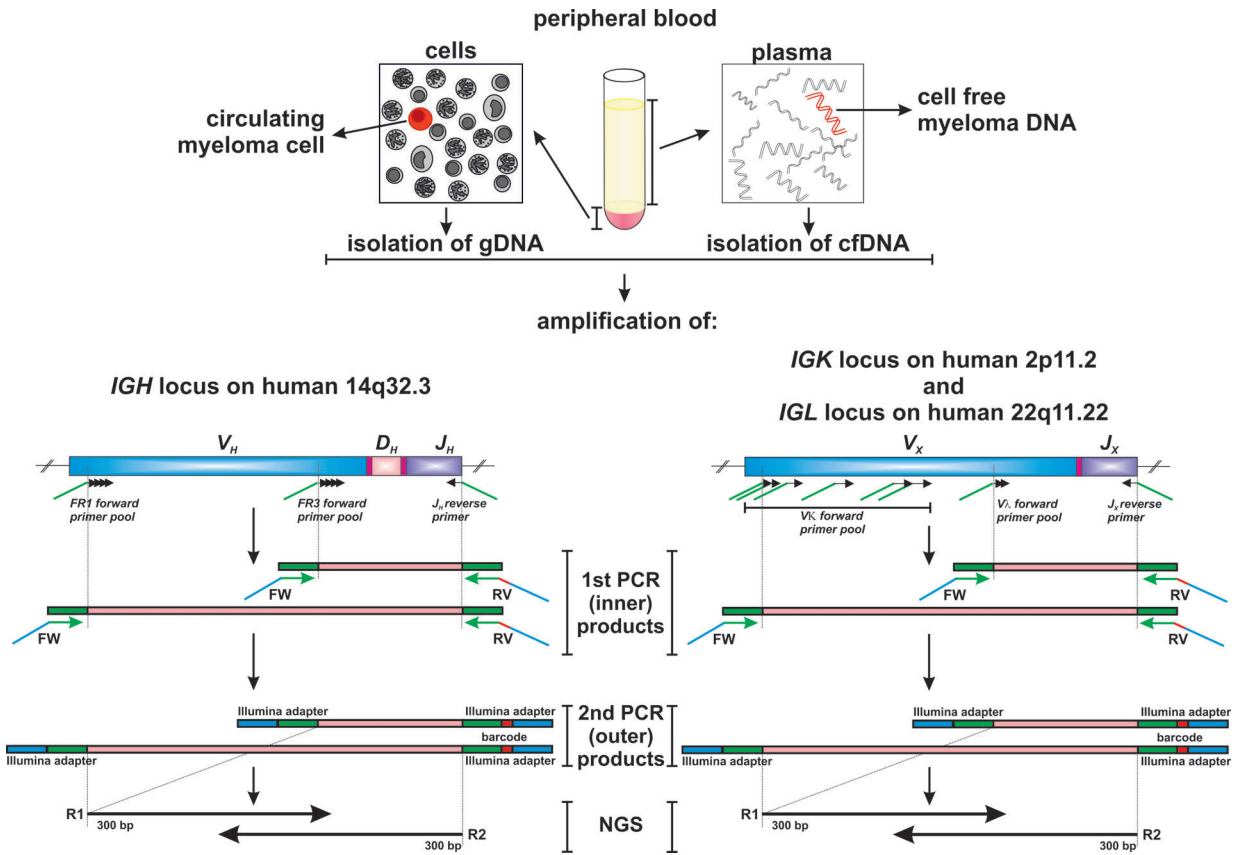 peripheral blood
cells
plasma
circulating
myeloma cell
cell free
myeloma DNA
isolation of gDNA
isolation of cfDNA
amplification of:
IGH locus on human 14q32.3
IGK locus on human 2p11.2
and
IGL locus on human 22q11.22
VH
DH
JH
FR1 forward
primer pool
FR3 forward
primer pool
JH reverse
primer
VX
JX
VK forward
primer pool
Vλ forward
primer pool
JX reverse
primer
FW
RV
FW
RV
1st PCR
(inner)
products
FW
RV
FW
RV
Illumina adapter
Illumina adapter
barcode
Illumina adapter
Illumina adapter
2nd PCR
(outer)
products
Illumina adapter
Illumina adapter
barcode
Illumina adapter
Illumina adapter
R1
300 bp
R2
300 bp
NGS
R1
300 bp
R2
300 bp